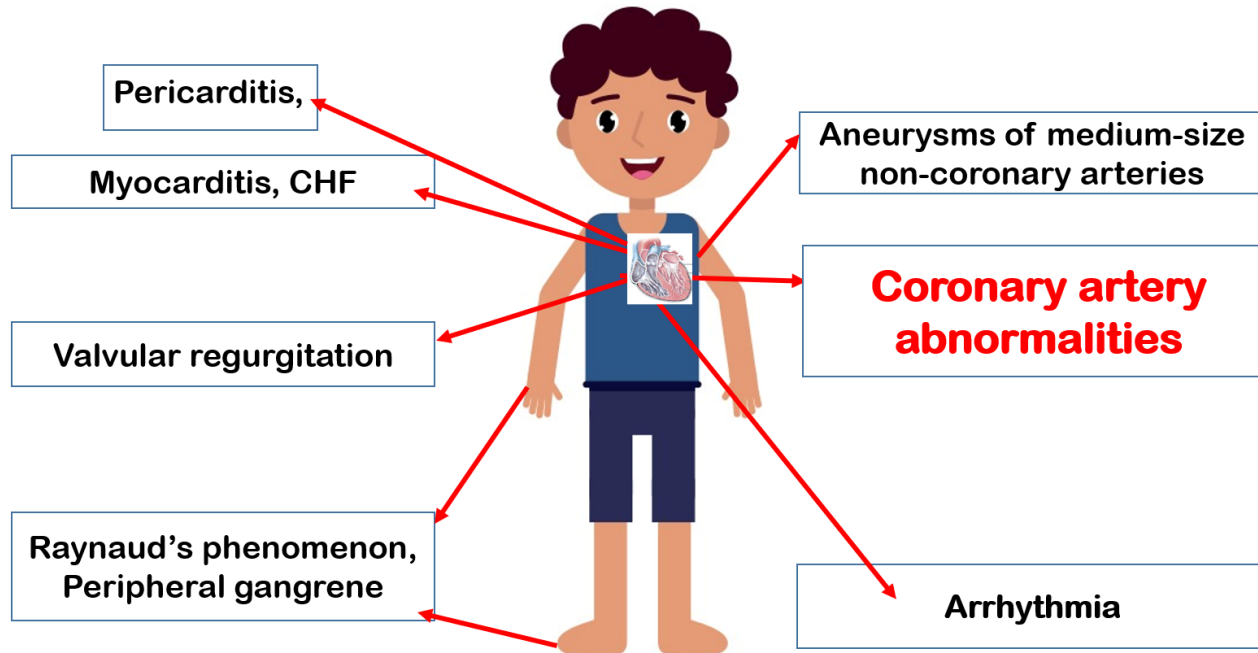 Pericarditis,
Myocarditis, CHF
Valvular regurgitation
Raynaud’s phenomenon,
Peripheral gangrene
Aneurysms of medium-size
non-coronary arteries
Coronary artery
abnormalities
Arrhythmia